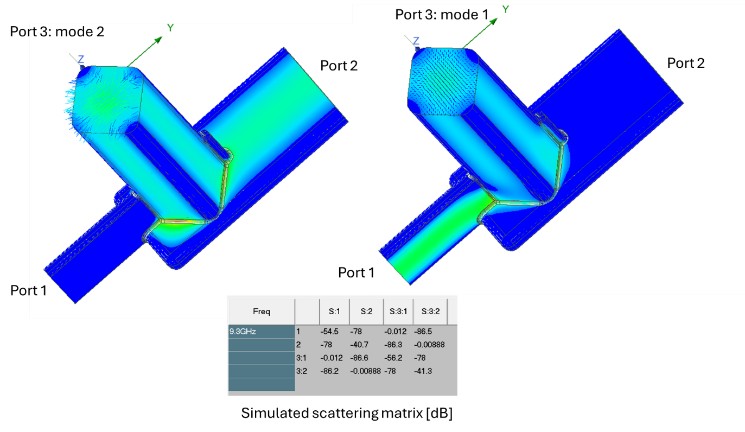 Port 3: mode 2
Z
Y
Port 2
Port 1
Port 3: mode 1
Z
Y
Port 2
Port 1
Freq S:1 S:2 S:3:1 S:3:2
9.3GHz 1 -54.5 -78 -0.012 -86.5
2 -78 -40.7 -86.3 -0.00888
3:1 -0.012 -86.6 -56.2 -78
3:2 -86.2 -0.00888 -78 -41.3
Simulated scattering matrix [dB]